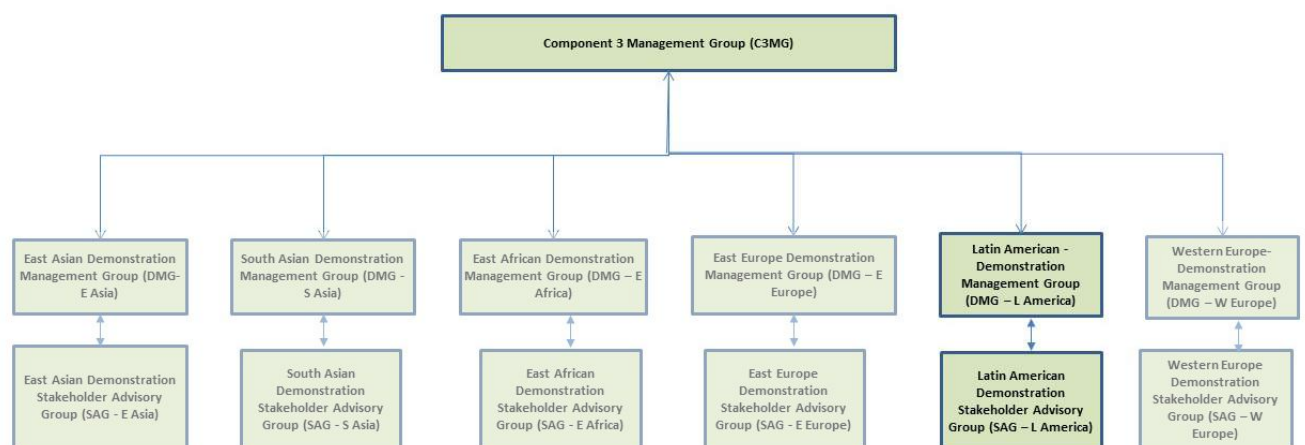 Component 3 Management Group (C3MG)
East Asian Demonstration
Management Group (DMG-
E Asia)
South Asian Demonstration
Management Group (DMG -
S Asia)
East African Demonstration
Management Group (DMG – E
Africa)
East Europe Demonstration
Management Group (DMG – E
Europe)
Latin American -
Demonstration
Management Group
(DMG – L America)
Western Europe-
Demonstration
Management Group
(DMG – W Europe)
East Asian Demonstration
Stakeholder Advisory
Group (SAG - E Asia)
South Asian
Demonstration
Stakeholder Advisory
Group (SAG - S Asia)
East African
Demonstration
Stakeholder Advisory
Group (SAG - E Africa)
East Europe
Demonstration
Stakeholder Advisory
Group (SAG - E Europe)
Latin American
Demonstration
Stakeholder Advisory
Group (SAG – L America)
Western Europe
Demonstration
Stakeholder Advisory
Group (SAG – W
Europe)